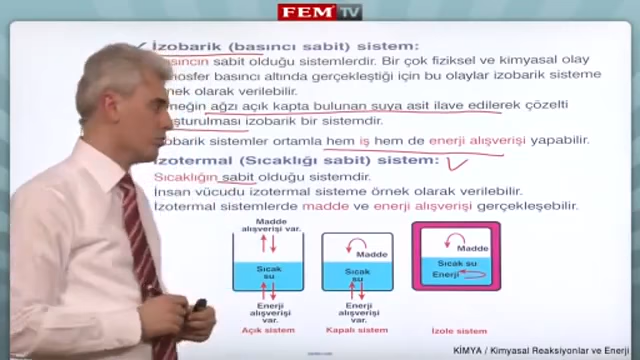 FEM TV
İzobarik (basıncı sabit) sistem:
basıncın sabit olduğu sistemlerdir. Bir çok fiziksel ve kimyasal olay
atmosfer basıncı altında gerçekleştiği için bu olaylar izobarik sisteme
örnek olarak verilebilir.
Örneğin ağzı açık kapta bulunan suya asit ilave edilerek çözelti
oluşturulması izobarik bir sistemdir.
İzobarik sistemler ortamla hem iş hem de enerji alışverişi yapabilir.
İzotermal (Sıcaklığı sabit) sistem:
Sıcaklığın sabit olduğu sistemdir.
İnsan vücudu izotermal sisteme örnek olarak verilebilir.
İzotermal sistemlerde madde ve enerji alışverişi gerçekleşebilir.
Madde
alışverişi var.
Sıcak
su
Enerji
alışverişi
var.
Açık sistem
Madde
Sıcak
su
Enerji
alışverişi
var.
Kapalı sistem
Madde
Sıcak su
Enerji
İzole sistem
KİMYA / Kimyasal Reaksiyonlar ve Enerji